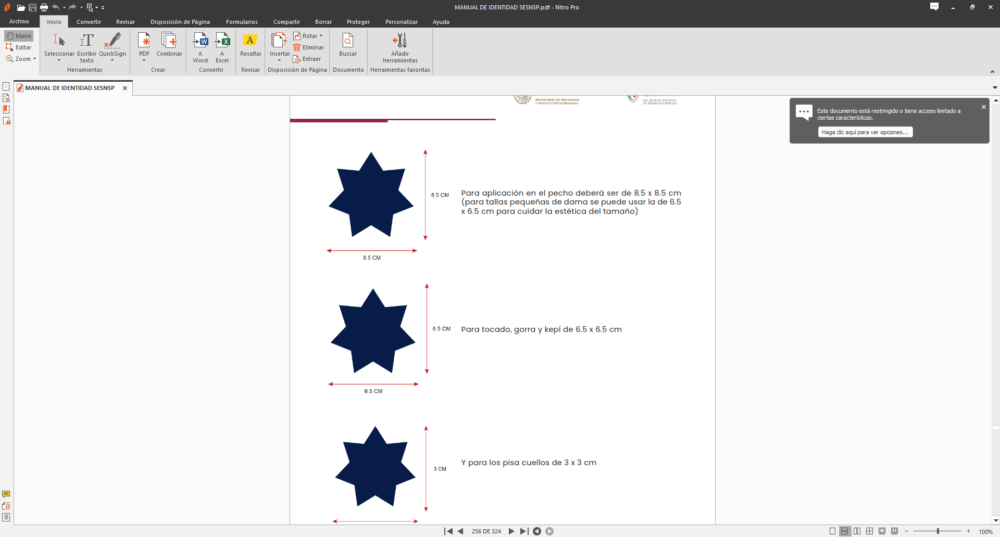 MANUAL DE IDENTIDAD SESNSP.pdf - Nitro Pro
Archivo Inicio Convertir Revisar Disposición de Página Formularios Compartir Borrar Proteger Personalizar Ayuda
Mano
Editar
Zoom
Seleccionar
Escribir
texto
QuickSign
Herramientas
PDF
Combinar
Crear
A
Word
A
Excel
Convertir
Resaltar
Revisar
Insertar
Rotar
Eliminar
Extraer
Disposición de Página
Buscar
Documento
Añadir
herramientas
Herramientas favoritas
MANUAL DE IDENTIDAD SESNSP
SECRETARÍA DE SEGURIDAD
Y PROTECCIÓN CIUDADANA
DEL SISTEMA NACIONAL
DE SEGURIDAD PÚBLICA
Este documento está restringido o tiene acceso limitado a
ciertas características.
Haga clic aquí para ver opciones...
8.5 CM
Para aplicación en el pecho deberá ser de 8.5 x 8.5 cm
(para tallas pequeñas de dama se puede usar la de 6.5
x 6.5 cm para cuidar la estética del tamaño)
8.5 CM
6.5 CM
Para tocado, gorra y kepí de 6.5 x 6.5 cm
6.5 CM
3 CM
Y para los pisa cuellos de 3 x 3 cm
256 DE 324
100%